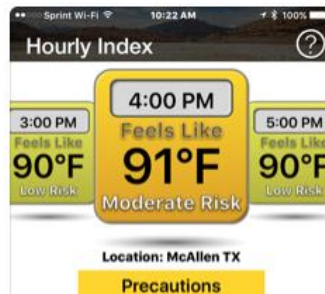 Sprint Wi-Fi 10:22 AM 100%
Hourly Index ?
3:00 PM
Feels Like
90°F
Low Risk
4:00 PM
Feels Like
91°F
Moderate Risk
5:00 PM
Feels Like
90°F
Low Risk
Location: McAllen TX
Precautions